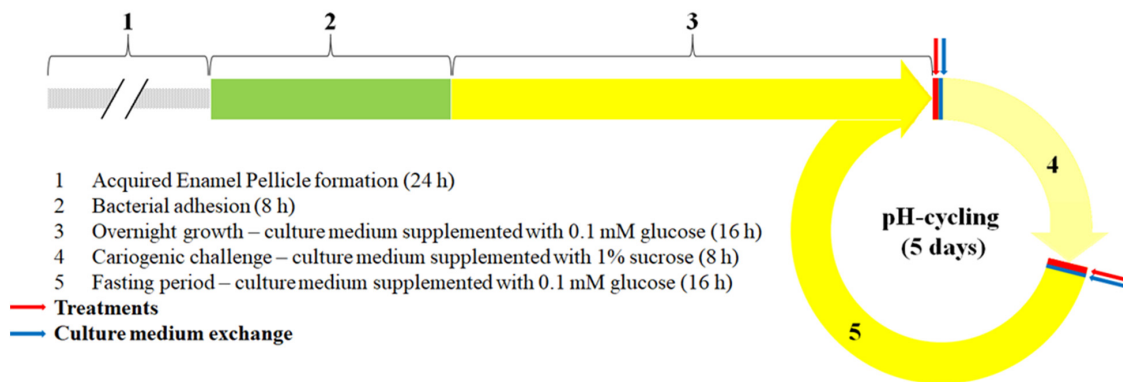 1 2 3
4
pH-cycling
(5 days)
5
1 Acquired Enamel Pellicle formation (24 h)
2 Bacterial adhesion (8 h)
3 Overnight growth – culture medium supplemented with 0.1 mM glucose (16 h)
4 Cariogenic challenge – culture medium supplemented with 1% sucrose (8 h)
5 Fasting period – culture medium supplemented with 0.1 mM glucose (16 h)
Treatments
Culture medium exchange